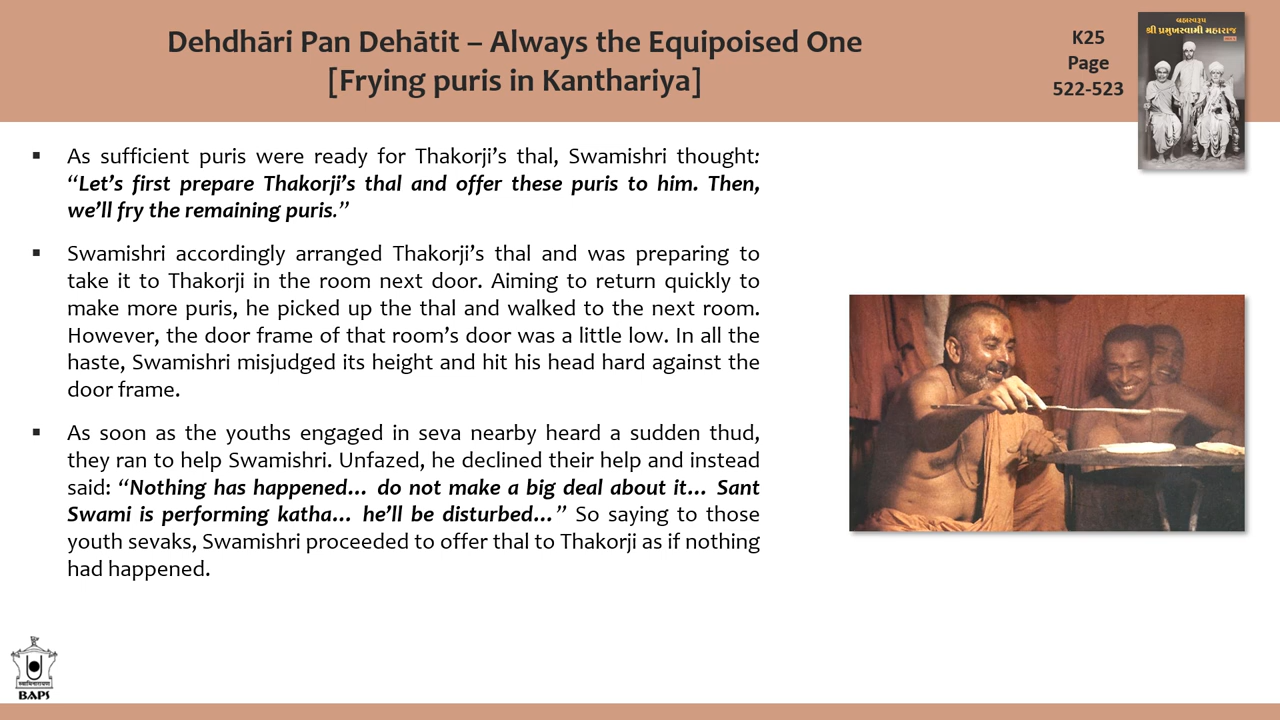 Dehdhāri Pan Dehātit – Always the Equipoised One
[Frying puris in Kanthariya]
K25
Page
522-523
બ્રહ્મસ્વરૂપ
શ્રી પ્રમુખસ્વામી મહારાજ
▪ As sufficient puris were ready for Thakorji’s thal, Swamishri thought:
“Let’s first prepare Thakorji’s thal and offer these puris to him. Then,
we’ll fry the remaining puris.”
▪ Swamishri accordingly arranged Thakorji’s thal and was preparing to
take it to Thakorji in the room next door. Aiming to return quickly to
make more puris, he picked up the thal and walked to the next room.
However, the door frame of that room’s door was a little low. In all the
haste, Swamishri misjudged its height and hit his head hard against the
door frame.
▪ As soon as the youths engaged in seva nearby heard a sudden thud,
they ran to help Swamishri. Unfazed, he declined their help and instead
said: “Nothing has happened… do not make a big deal about it… Sant
Swami is performing katha… he’ll be disturbed…” So saying to those
youth sevaks, Swamishri proceeded to offer thal to Thakorji as if nothing
had happened.
स्वामिनारायण
BAPS